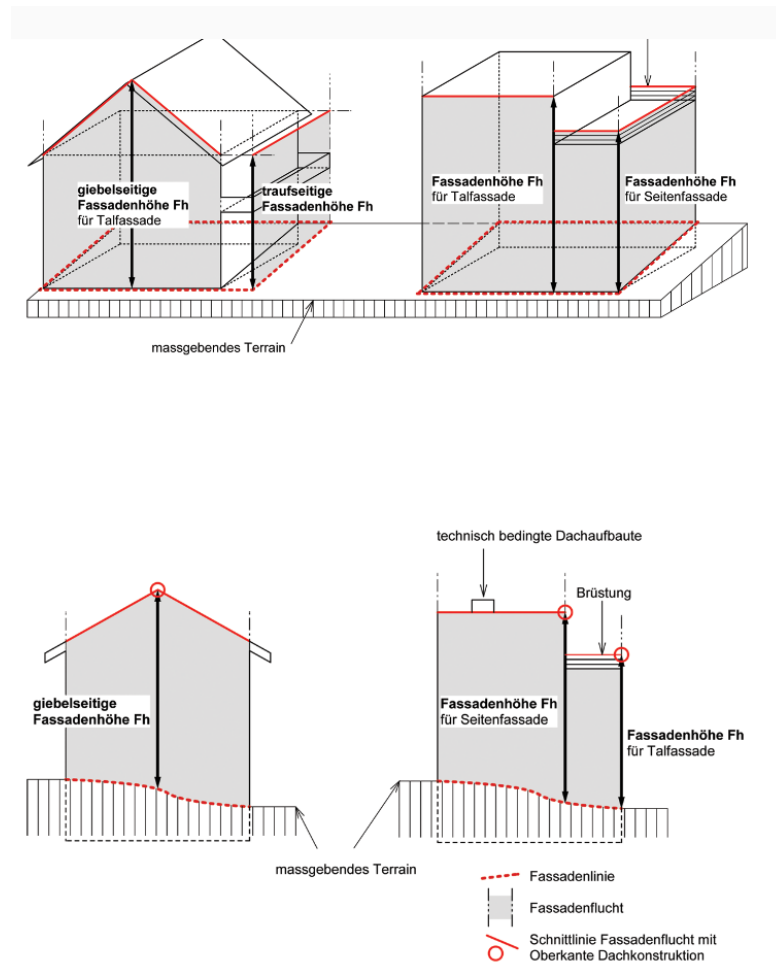 giebelseitige
Fassadenhöhe Fh
für Talfassade
traufseitige
Fassadenhöhe Fh
Fassadenhöhe Fh
für Talfassade
Fassadenhöhe Fh
für Seitenfassade
massgebendes Terrain
technisch bedingte Dachaufbaute
Brüstung
giebelseitige
Fassadenhöhe Fh
Fassadenhöhe Fh
für Seitenfassade
Fassadenhöhe Fh
für Talfassade
massgebendes Terrain
Fassadenlinie
Fassadenflucht
Schnittlinie Fassadenflucht mit
Oberkante Dachkonstruktion